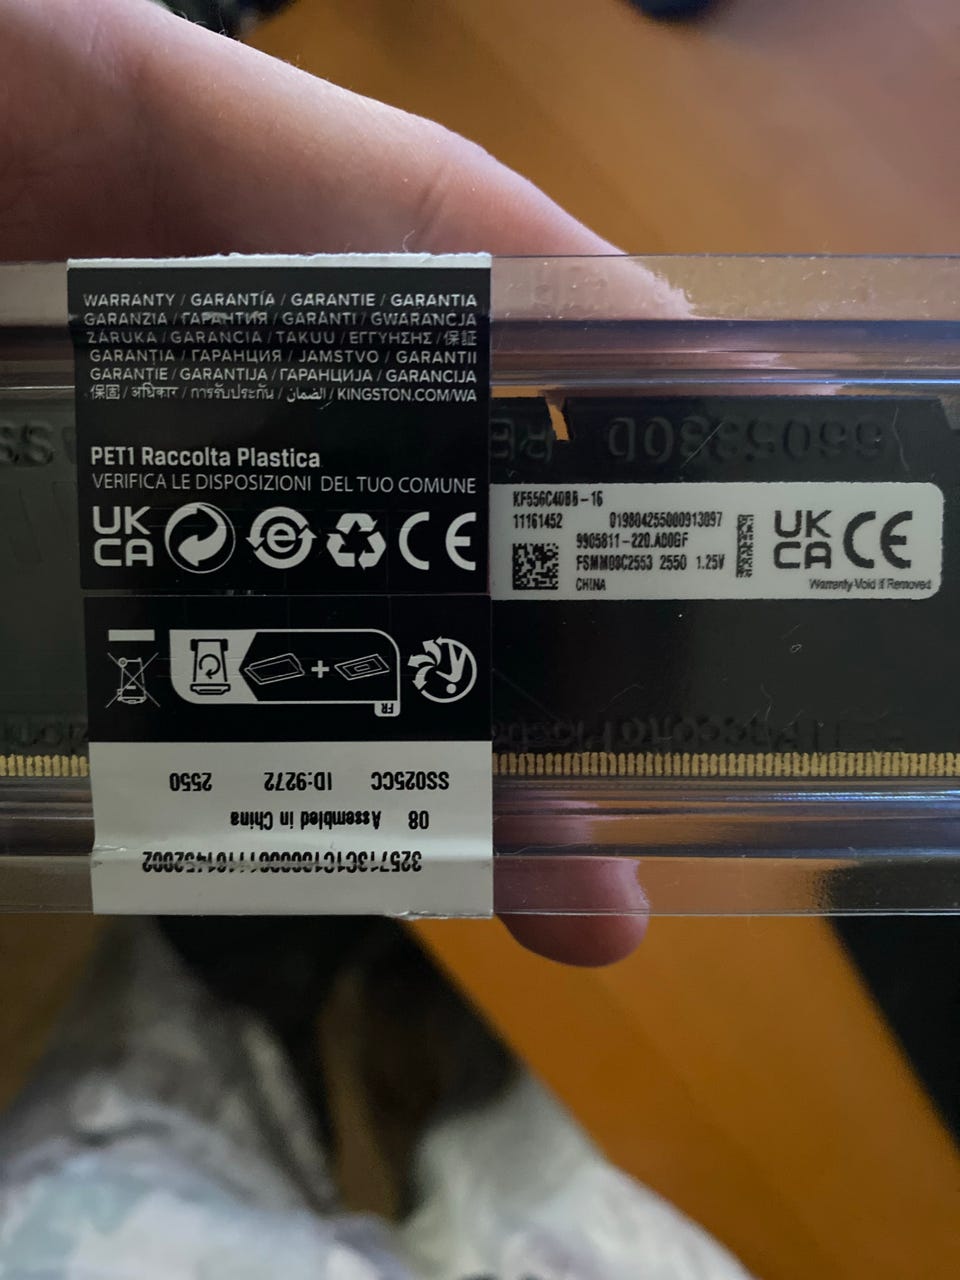 WARRANTY / GARANTÍA / GARANTIE / GARANTIA
GARANZIA / ГАРАНТИЯ / GARANTI / GWARANCJA
ZÁRUKA / GARANCIA / TAKUU / ΕΓΓΥΗΣΗΣ / 保証
GARANȚIA / ГАРАНЦИЯ / JAMSTVO / GARANTII
GARANTIE / GARANTIJA / ГАРАНЦИЈА / GARANCIJA
保固 / अधिकार / การรับประกัน / الضمان / KINGSTON.COM/WA
PET1 Raccolta Plastica
VERIFICA LE DISPOSIZIONI DEL TUO COMUNE
UK
CA
e
CE
FR
SS025CC ID:9272 2550
08 Assembled in China
KF556C40BB-16
11161452 019804255000913097
9905811-220.A00GF
FSMM08C2553 2550 1.25V
CHINA
UK
CA CE
Warranty Void if Removed